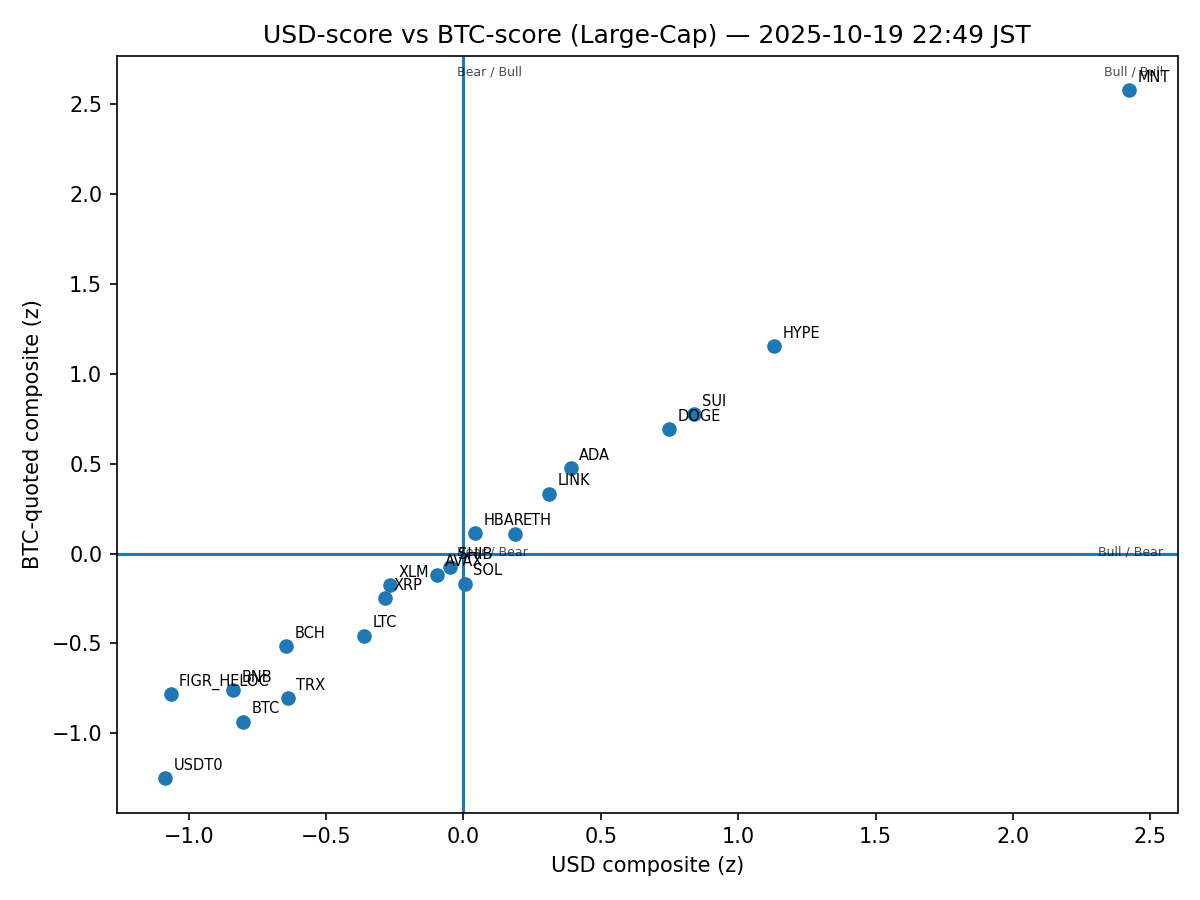 USD-score vs BTC-score (Large-Cap) — 2025-10-19 22:49 JST
Bear / Bull
Bull / Bull
MNT
HYPE
SUI
DOGE
ADA
LINK
HBAR
ETH
SHIB
Bear / Bear
Bull / Bear
AVAX
SOL
XLM
XRP
LTC
BCH
BNB
FIGR_HELOC
TRX
BTC
USDT0
2.5
2.0
1.5
1.0
0.5
0.0
−0.5
−1.0
BTC-quoted composite (z)
−1.0
−0.5
0.0
0.5
1.0
1.5
2.0
2.5
USD composite (z)